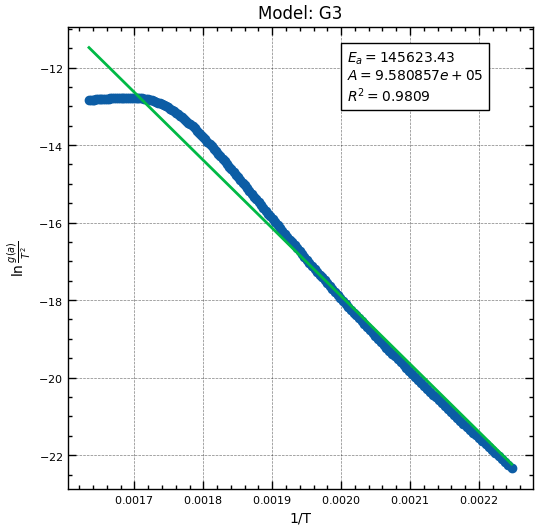 Model: G3
E_a = 145623.43
A = 9.580857e + 05
R² = 0.9809
−12
−14
−16
−18
−20
−22
ln g(a)/T²
0.0017 0.0018 0.0019 0.0020 0.0021 0.0022
1/T